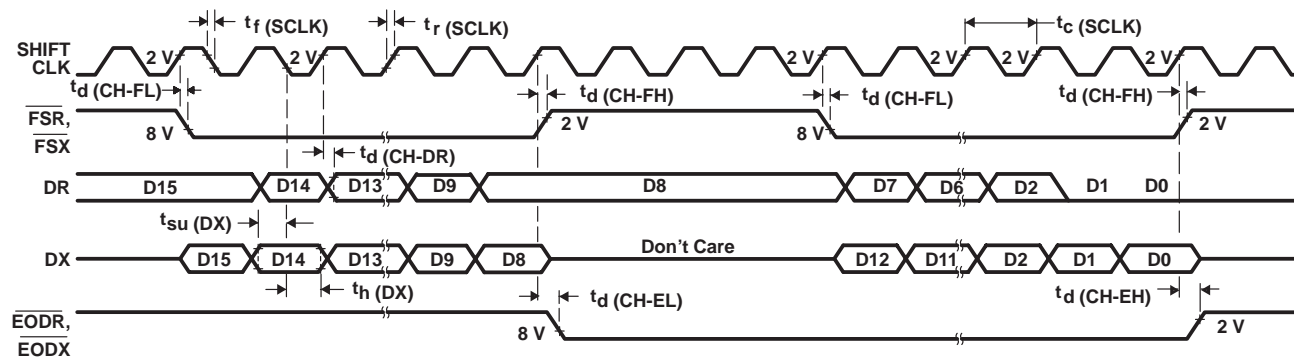 t f (SCLK) t r (SCLK) t c (SCLK)
SHIFT CLK 2 V 2 V 2 V 2 V 2 V 2 V 2 V
t d (CH-FL) t d (CH-FH) t d (CH-FL) t d (CH-FH)
FSR, FSX 8 V 2 V 8 V 2 V
t d (CH-DR)
DR D15 D14 D13 D9 D8 D7 D6 D2 D1 D0
t su (DX)
DX D15 D14 D13 D9 D8 Don't Care D12 D11 D2 D1 D0
t h (DX) t d (CH-EL) t d (CH-EH)
EODR, EODX 8 V 2 V